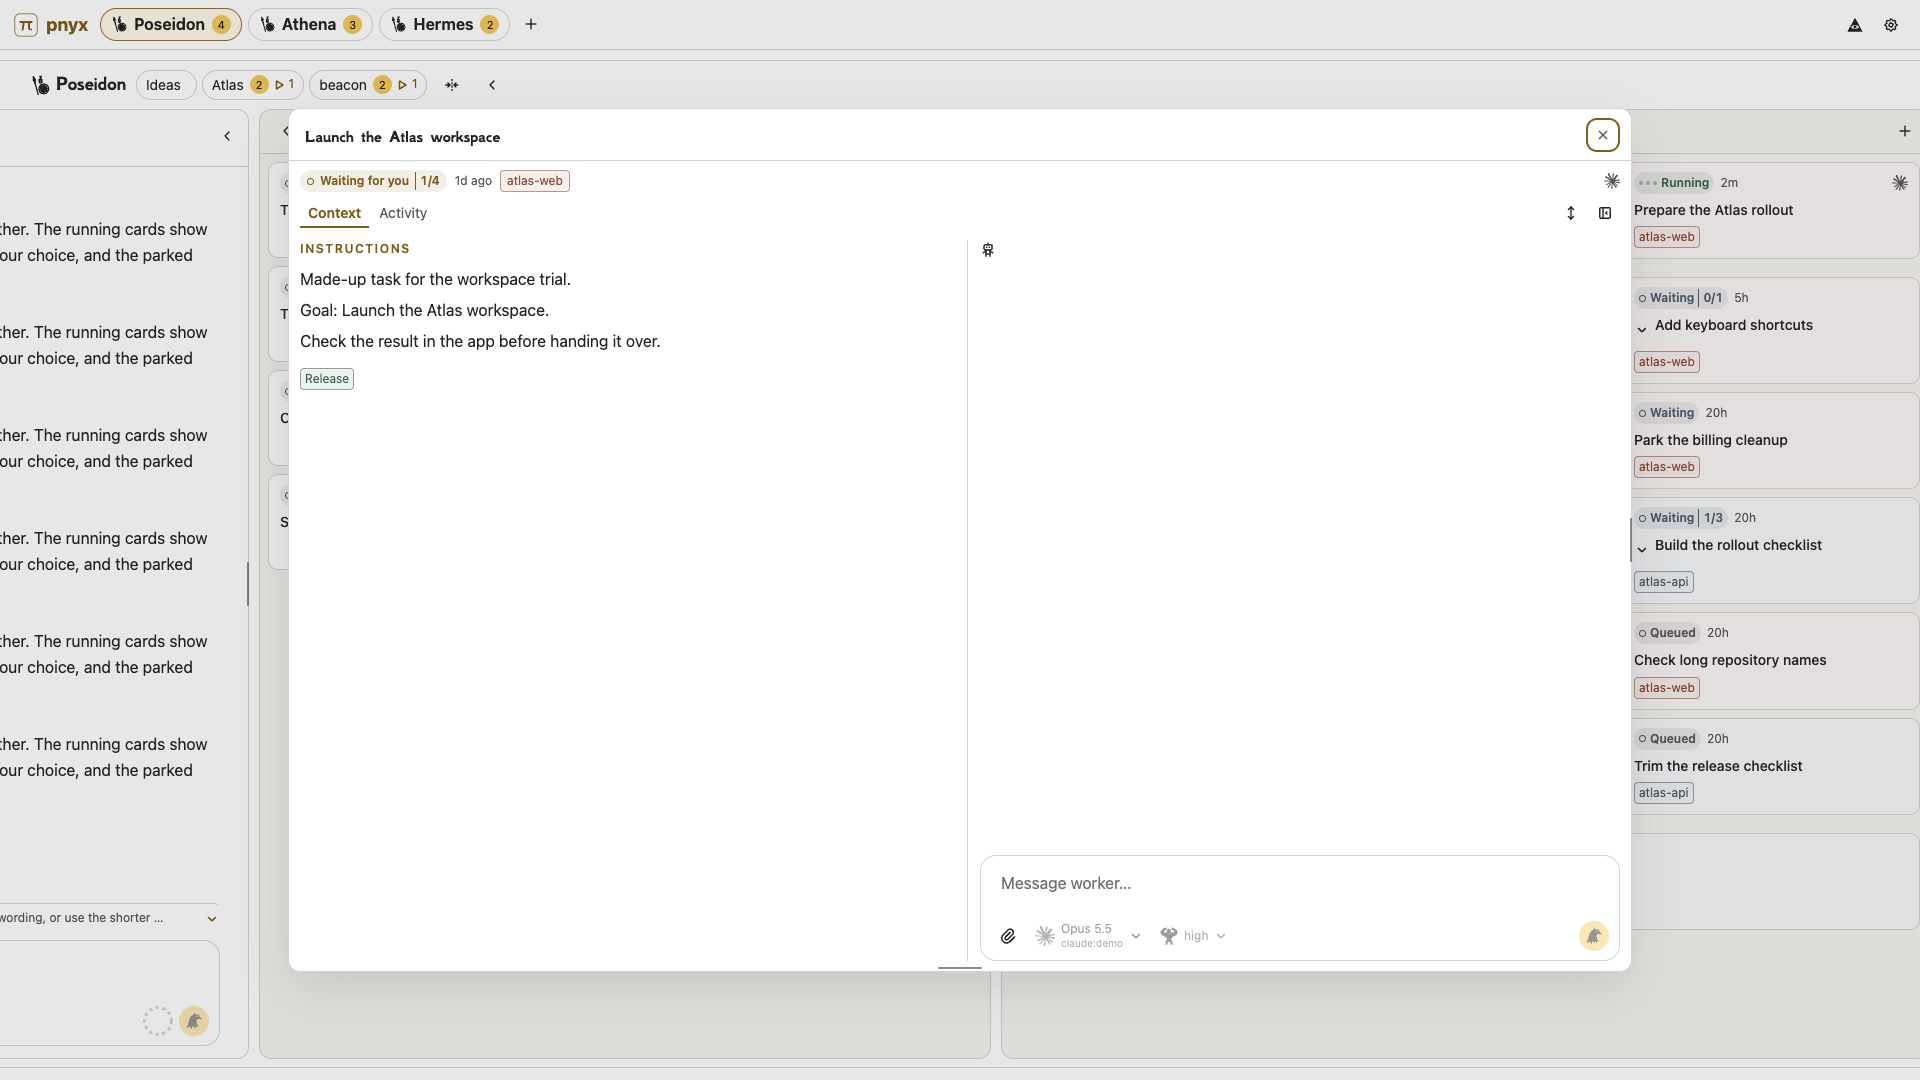 π pnyx
Poseidon 4
Athena 3
Hermes 2
+
Poseidon
Ideas
Atlas 2 1
beacon 2 1
Launch the Atlas workspace
Waiting for you 1/4 1d ago atlas-web
Context Activity
INSTRUCTIONS
Made-up task for the workspace trial.
Goal: Launch the Atlas workspace.
Check the result in the app before handing it over.
Release
Message worker...
Opus 5.5
claude:demo
high
ther. The running cards show
our choice, and the parked
ther. The running cards show
our choice, and the parked
ther. The running cards show
our choice, and the parked
ther. The running cards show
our choice, and the parked
ther. The running cards show
our choice, and the parked
ther. The running cards show
our choice, and the parked
wording, or use the shorter ...
T
T
C
S
Running 2m
Prepare the Atlas rollout
atlas-web
Waiting 0/1 5h
Add keyboard shortcuts
atlas-web
Waiting 20h
Park the billing cleanup
atlas-web
Waiting 1/3 20h
Build the rollout checklist
atlas-api
Queued 20h
Check long repository names
atlas-web
Queued 20h
Trim the release checklist
atlas-api